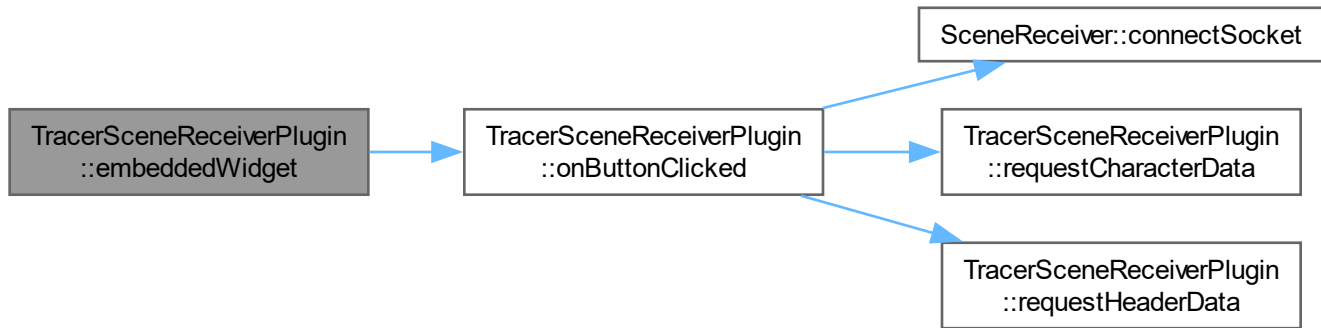 TracerSceneReceiverPlugin
::embeddedWidget
TracerSceneReceiverPlugin
::onButtonClicked
SceneReceiver::connectSocket
TracerSceneReceiverPlugin
::requestCharacterData
TracerSceneReceiverPlugin
::requestHeaderData